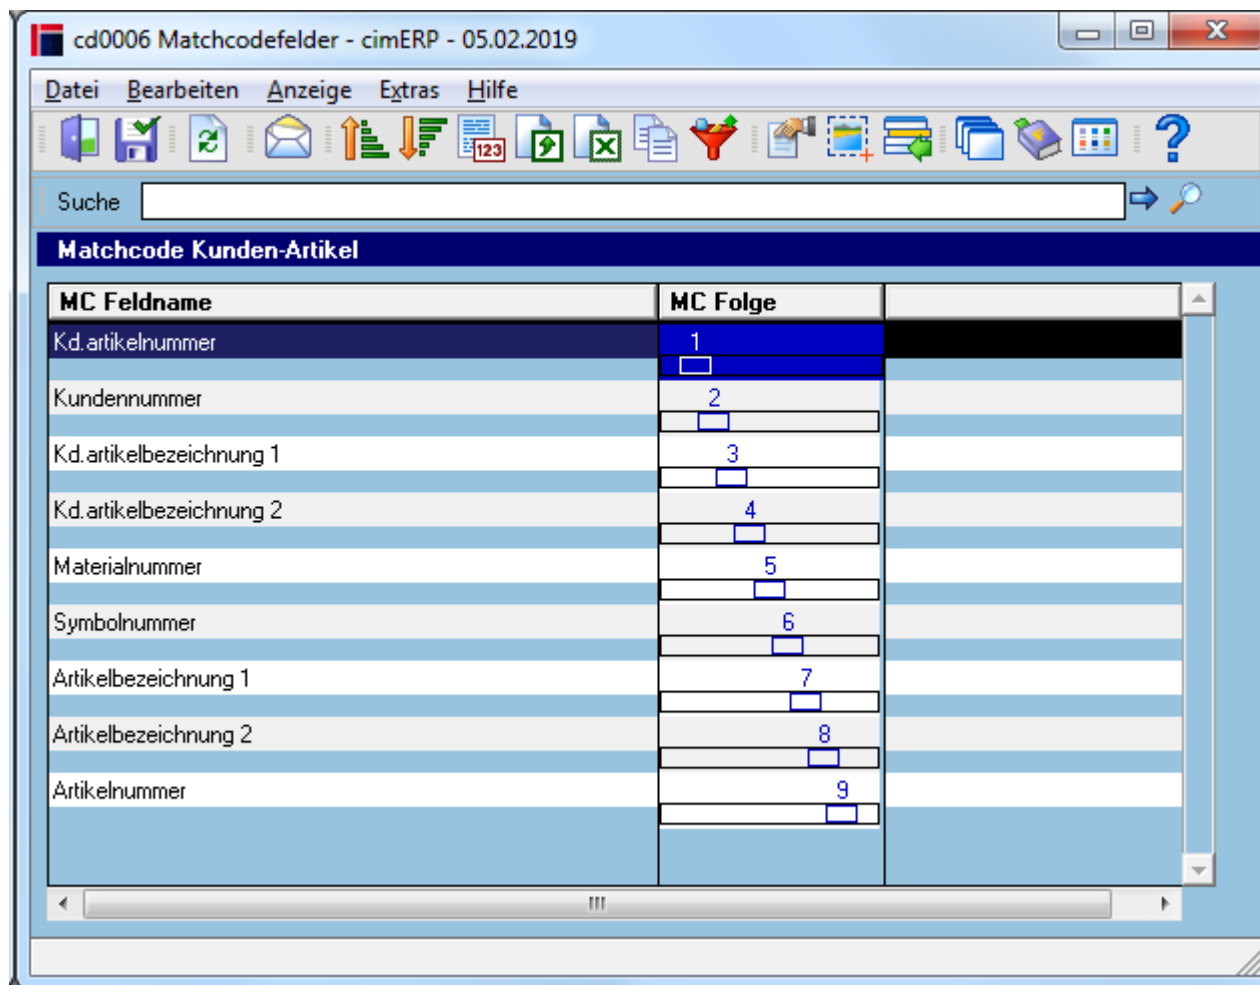 cd0006 Matchcodefelder - cimERP - 05.02.2019
Datei Bearbeiten Anzeige Extras Hilfe
123
Suche
Matchcode Kunden-Artikel
MC Feldname MC Folge
Kd.artikelnummer 1
Kundennummer 2
Kd.artikelbezeichnung 1 3
Kd.artikelbezeichnung 2 4
Materialnummer 5
Symbolnummer 6
Artikelbezeichnung 1 7
Artikelbezeichnung 2 8
Artikelnummer 9